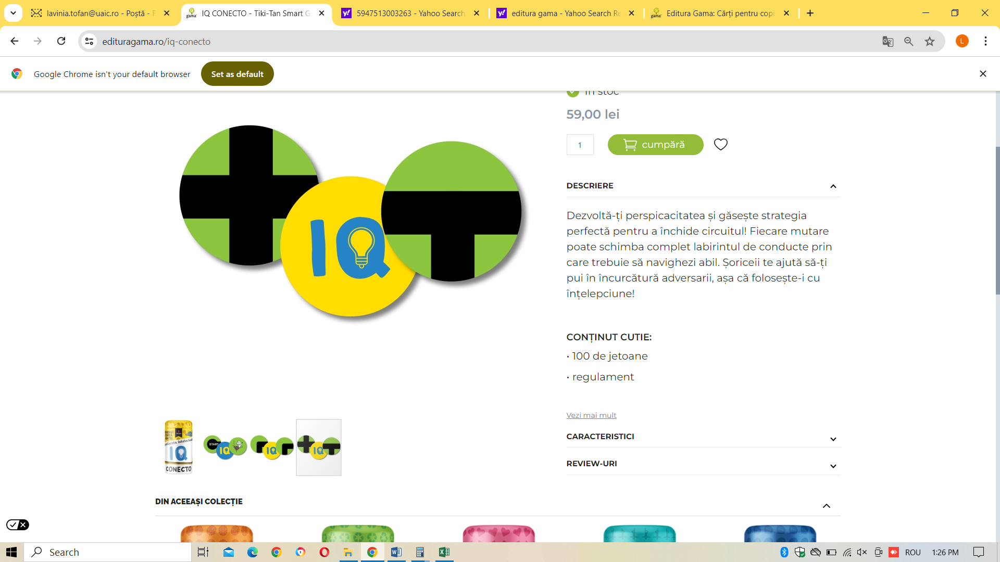 lavinia.tofan@uaic.ro - Poștă - R
IQ CONECTO - Tiki-Tan Smart G
5947513003263 - Yahoo Search
editura gama - Yahoo Search Re
Editura Gama: Cărți pentru copi
edituragama.ro/iq-conecto
L
Google Chrome isn't your default browser
Set as default
în stoc
59,00 lei
1
cumpără
DESCRIERE
Dezvoltă-ți perspicacitatea și găsește strategia
perfectă pentru a închide circuitul! Fiecare mutare
poate schimba complet labirintul de conducte prin
care trebuie să navighezi abil. Șoriceii te ajută să-ți
pui în încurcătură adversarii, așa că folosește-i cu
înțelepciune!
IQ
CONȚINUT CUTIE:
• 100 de jetoane
• regulament
Vezi mai mult
CARACTERISTICI
REVIEW-URI
IQ
CONECTO
START
IQ
IQ
IQ
DIN ACEEAȘI COLECȚIE
Search
ROU
1:26 PM